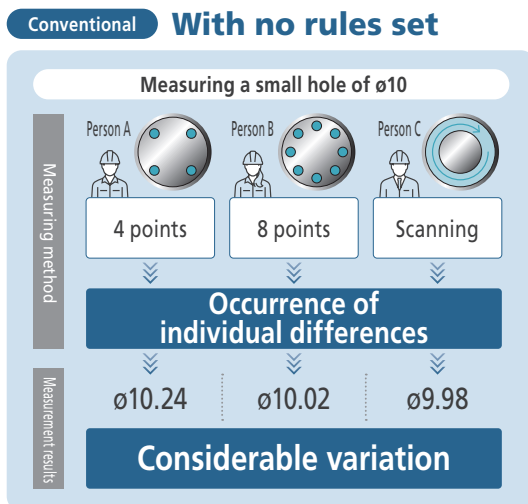 Conventional With no rules set
Measuring a small hole of ø10
Measuring method
Person A
Person B
Person C
4 points
8 points
Scanning
Occurrence of
individual differences
Measurement results
ø10.24
ø10.02
ø9.98
Considerable variation